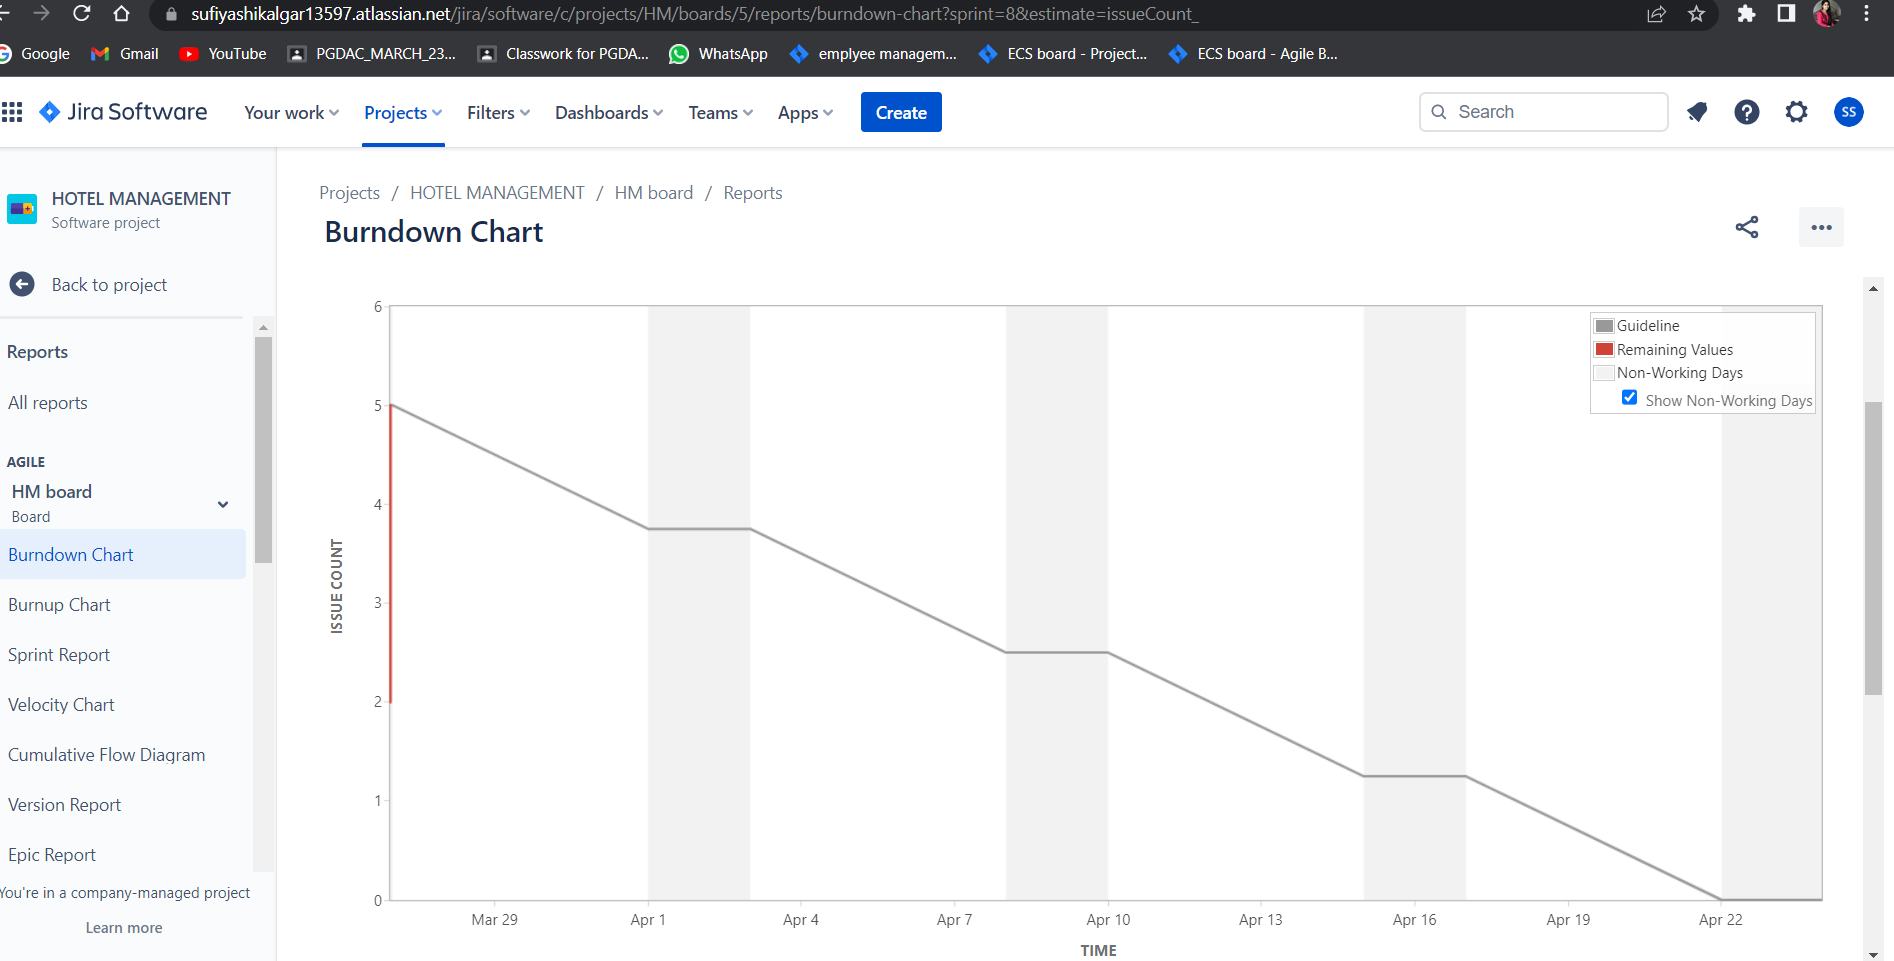 sufiyashikalgar13597.atlassian.net/jira/software/c/projects/HM/boards/5/reports/burndown-chart?sprint=8&estimate=issueCount_
Google Gmail YouTube PGDAC_MARCH_23... Classwork for PGDA... WhatsApp emplyee managem... ECS board - Project... ECS board - Agile B...
Jira Software Your work Projects Filters Dashboards Teams Apps Create Search SS
HOTEL MANAGEMENT
Software project
Back to project
Reports
All reports
AGILE
HM board
Board
Burndown Chart
Burnup Chart
Sprint Report
Velocity Chart
Cumulative Flow Diagram
Version Report
Epic Report
You're in a company-managed project
Learn more
Projects / HOTEL MANAGEMENT / HM board / Reports
Burndown Chart
6
5
4
3
2
1
0
ISSUE COUNT
Guideline
Remaining Values
Non-Working Days
Show Non-Working Days
Mar 29 Apr 1 Apr 4 Apr 7 Apr 10 Apr 13 Apr 16 Apr 19 Apr 22
TIME